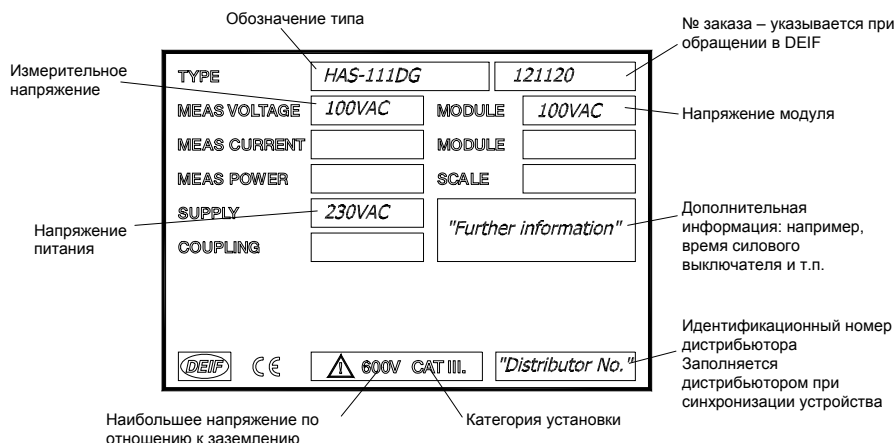 Обозначение типа
№ заказа – указывается при
обращении в DEIF
Измерительное
напряжение
TYPE HAS-111DG 121120
MEAS VOLTAGE 100VAC MODULE 100VAC
Напряжение модуля
MEAS CURRENT MODULE
MEAS POWER SCALE
SUPPLY 230VAC "Further information"
Напряжение
питания
COUPLING
Дополнительная
информация: например,
время силового
выключателя и т.п.
Идентификационный номер
дистрибьютора
Заполняется
дистрибьютором при
синхронизации устройства
DEIF CE 600V CAT III. "Distributor No."
Наибольшее напряжение по
отношению к заземлению
Категория установки